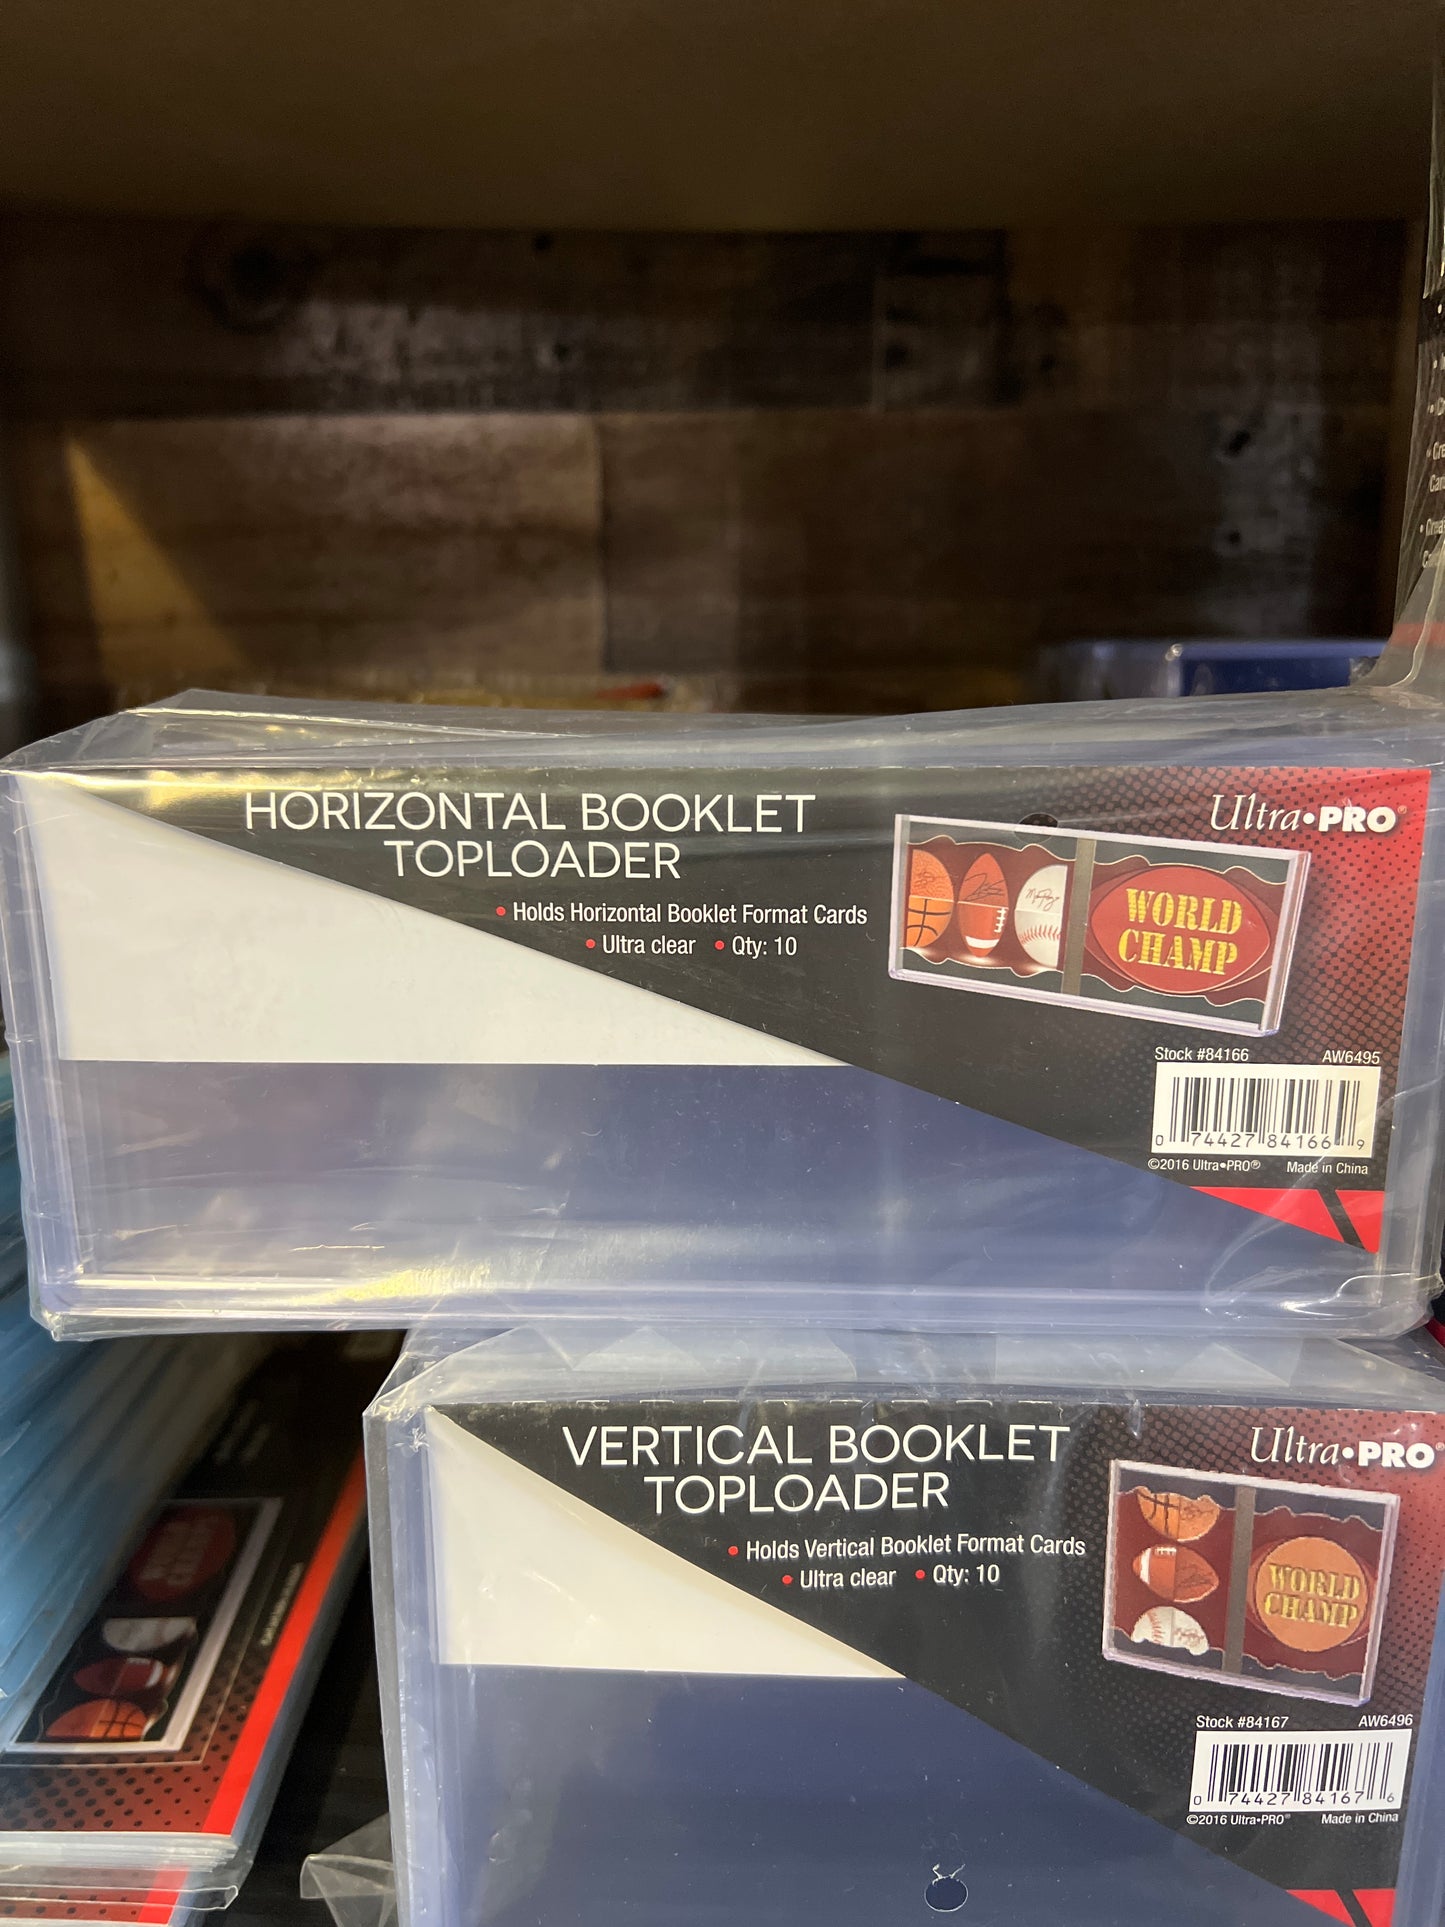 HORIZONTAL BOOKLET
TOPLOADER
• Holds Horizontal Booklet Format Cards
• Ultra clear • Qty: 10
Ultra•PRO®
WORLD
CHAMP
Stock #84166 AW6495
0 74427 84166 9
©2016 Ultra•PRO® Made in China
VERTICAL BOOKLET
TOPLOADER
• Holds Vertical Booklet Format Cards
• Ultra clear • Qty: 10
Ultra•PRO®
WORLD
CHAMP
Stock #84167 AW6496
0 74427 84167 6
©2016 Ultra•PRO® Made in China